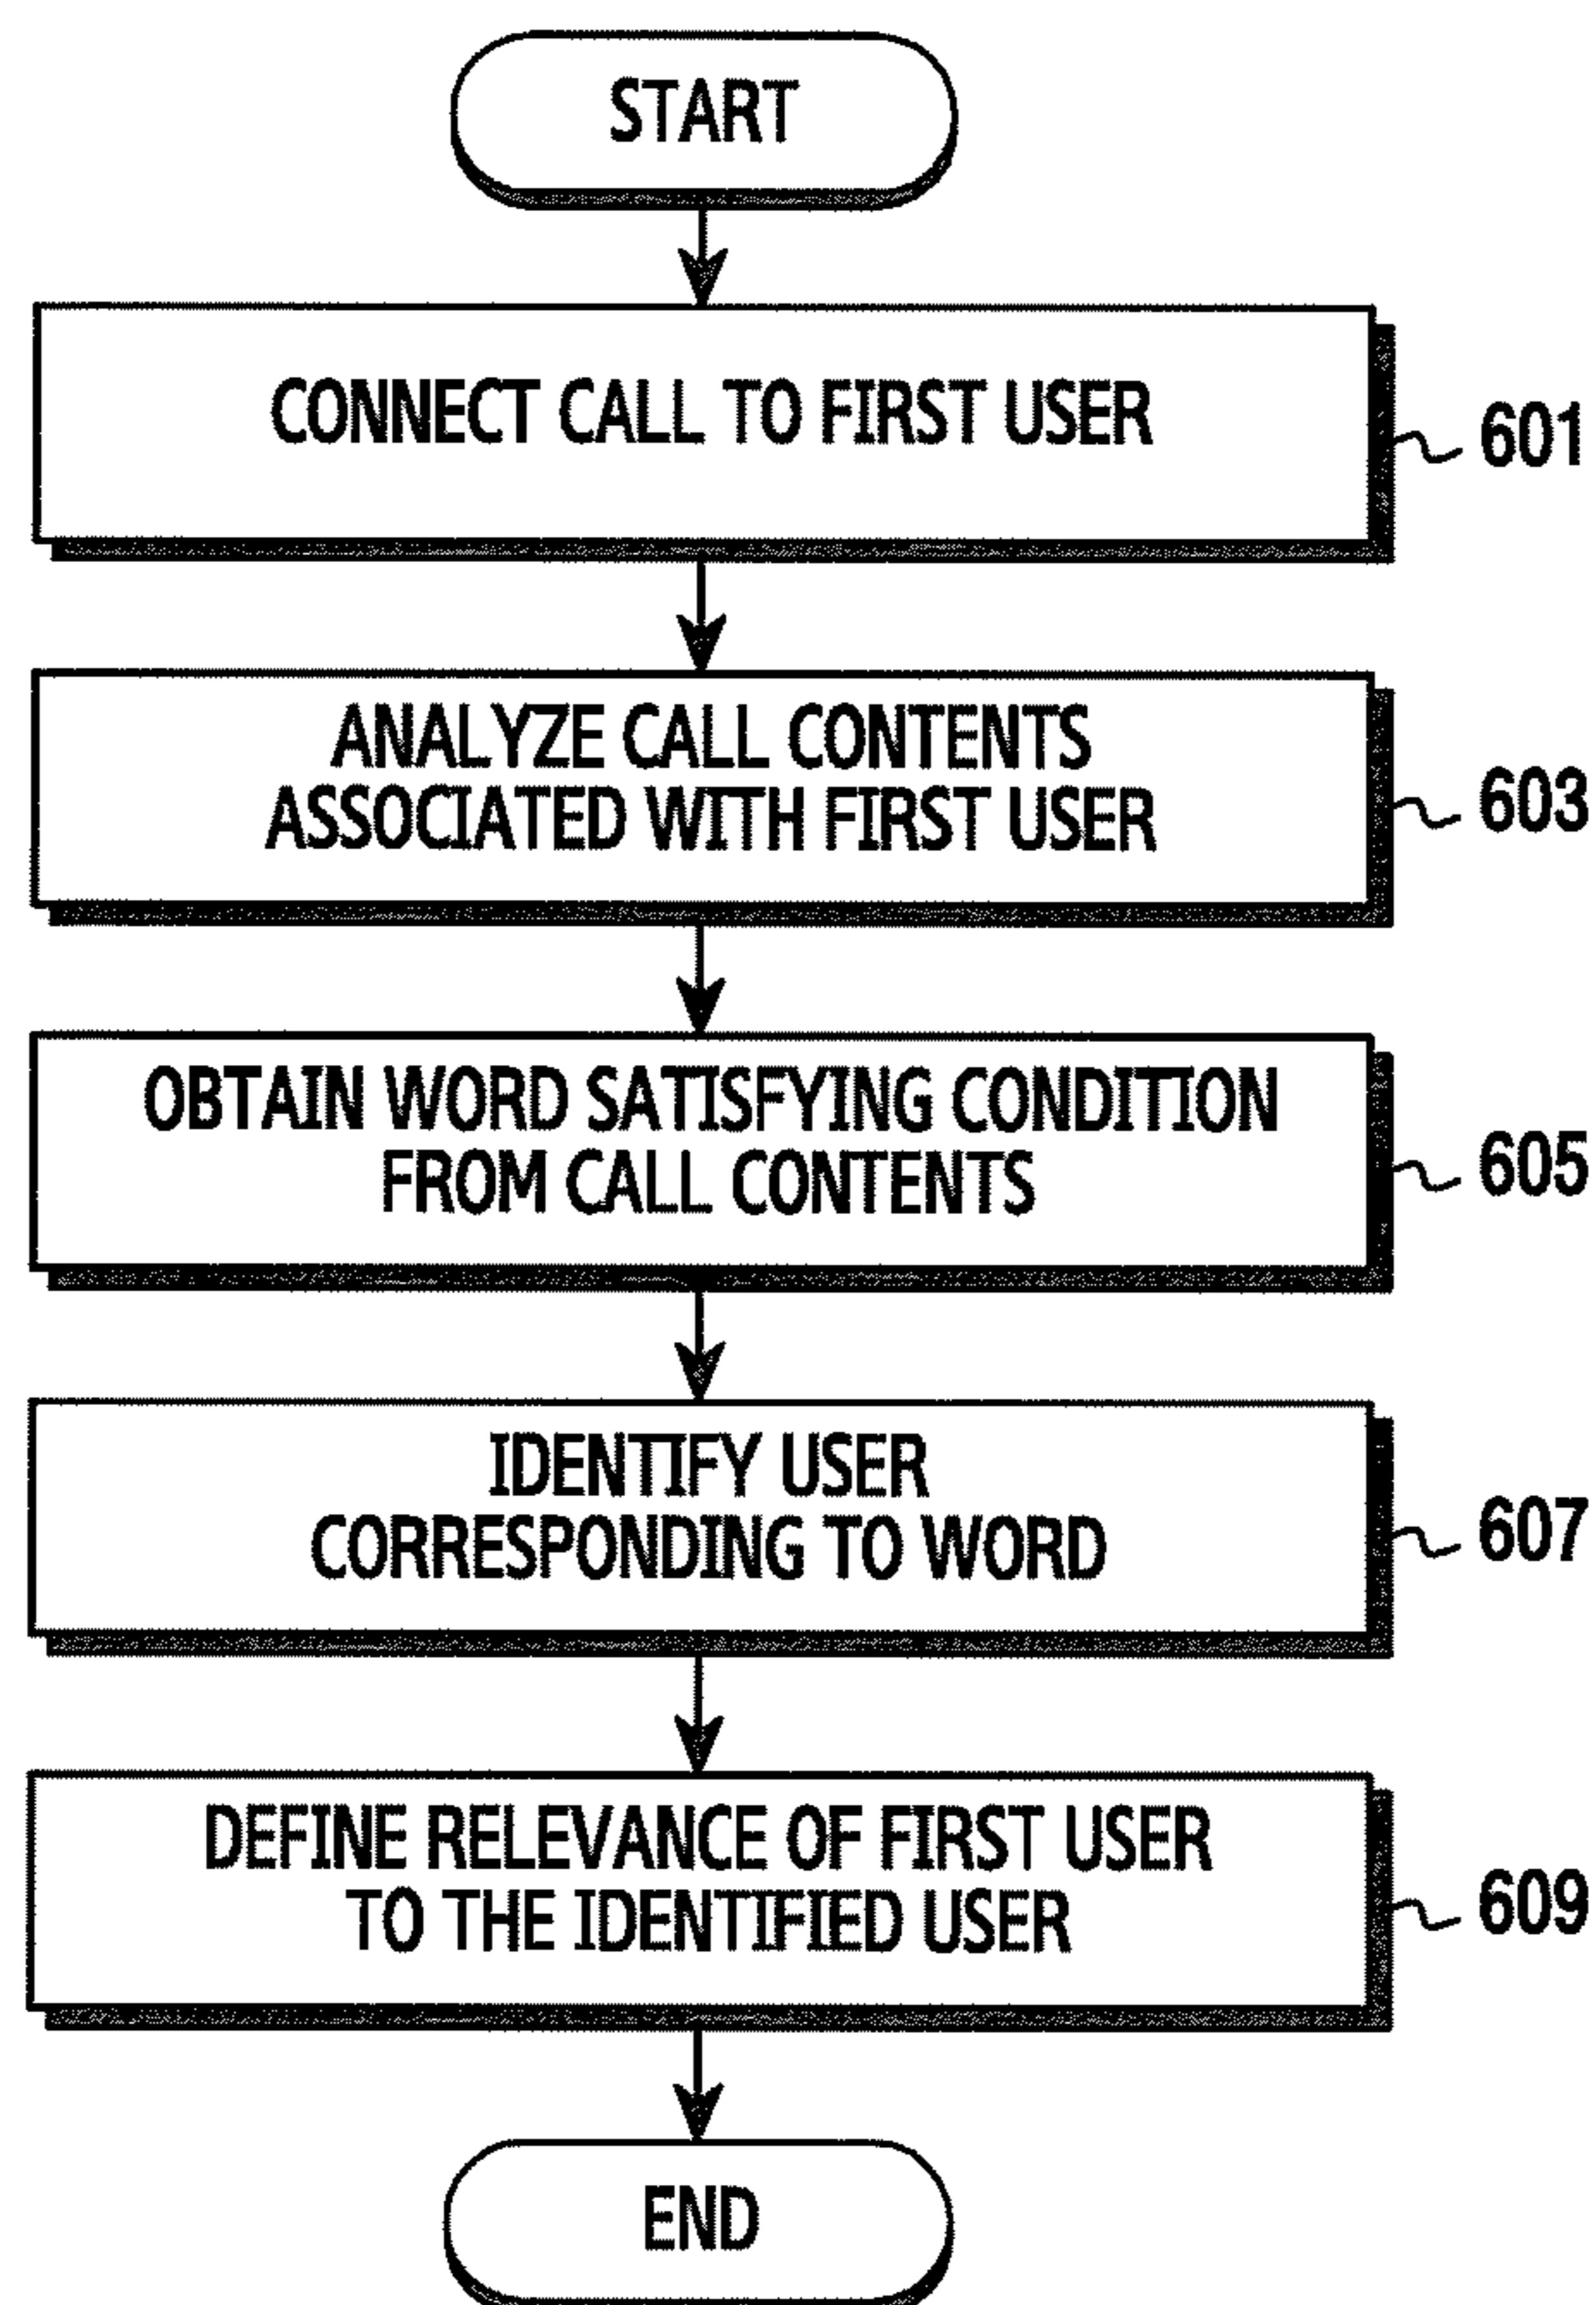 START
CONNECT CALL TO FIRST USER
601
ANALYZE CALL CONTENTS
ASSOCIATED WITH FIRST USER
603
OBTAIN WORD SATISFYING CONDITION
FROM CALL CONTENTS
605
IDENTIFY USER
CORRESPONDING TO WORD
607
DEFINE RELEVANCE OF FIRST USER
TO THE IDENTIFIED USER
609
END